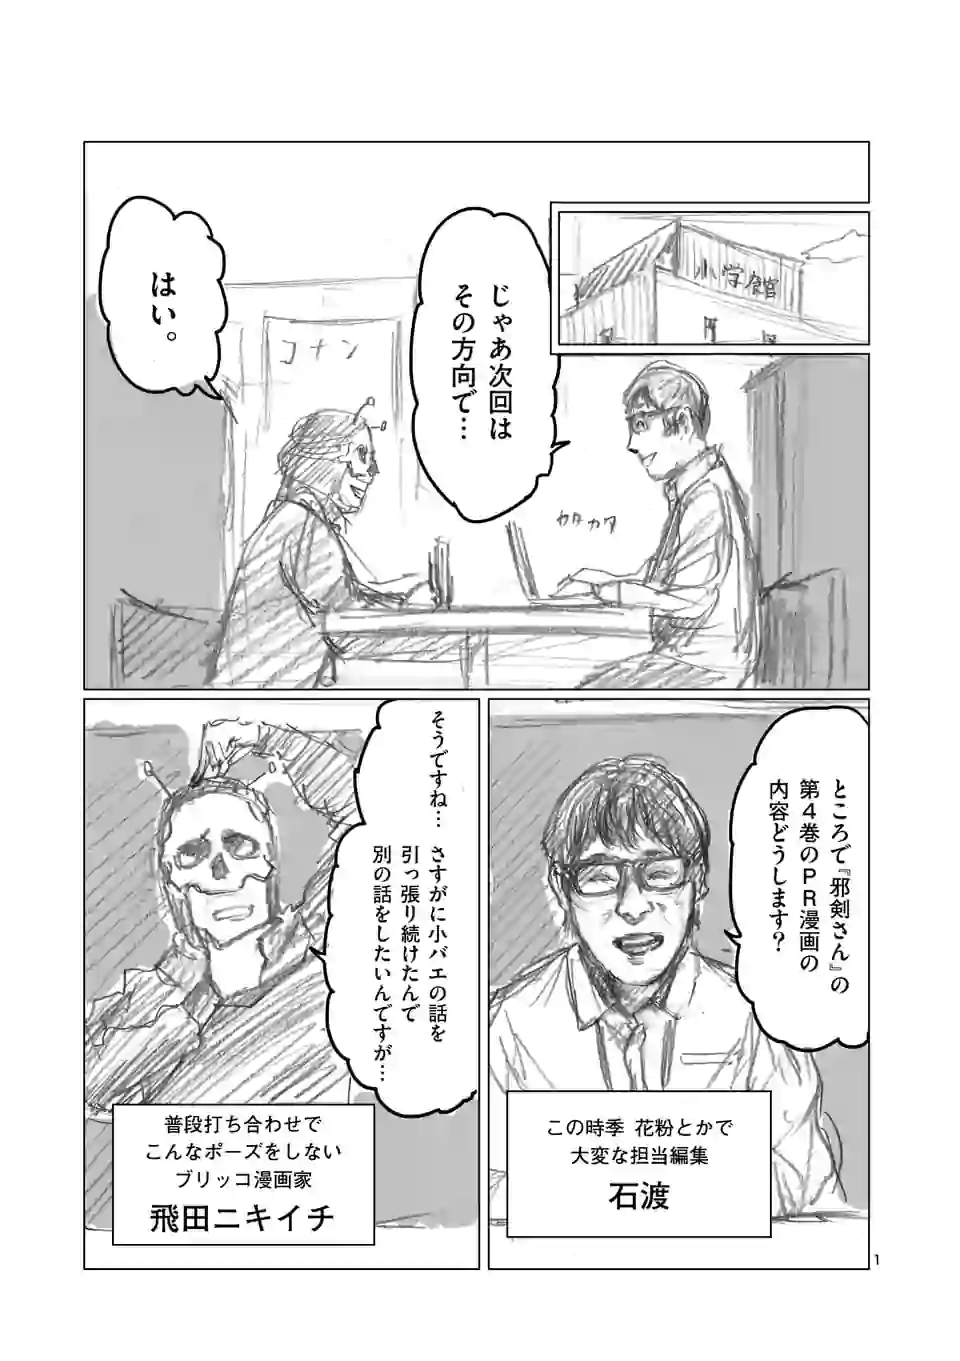 小学館
じゃあ次回は
その方向で…
コナン
カタカタ
はい。
ところで『邪剣さん』の
第4巻のPR漫画の
内容どうします？
この時季 花粉とかで
大変な担当編集
石渡
そうですね… さすがに小バエの話を
引っ張り続けたんで
別の話をしたいんですが…
普段打ち合わせで
こんなポーズをしない
ブリッコ漫画家
飛田ニキイチ
1